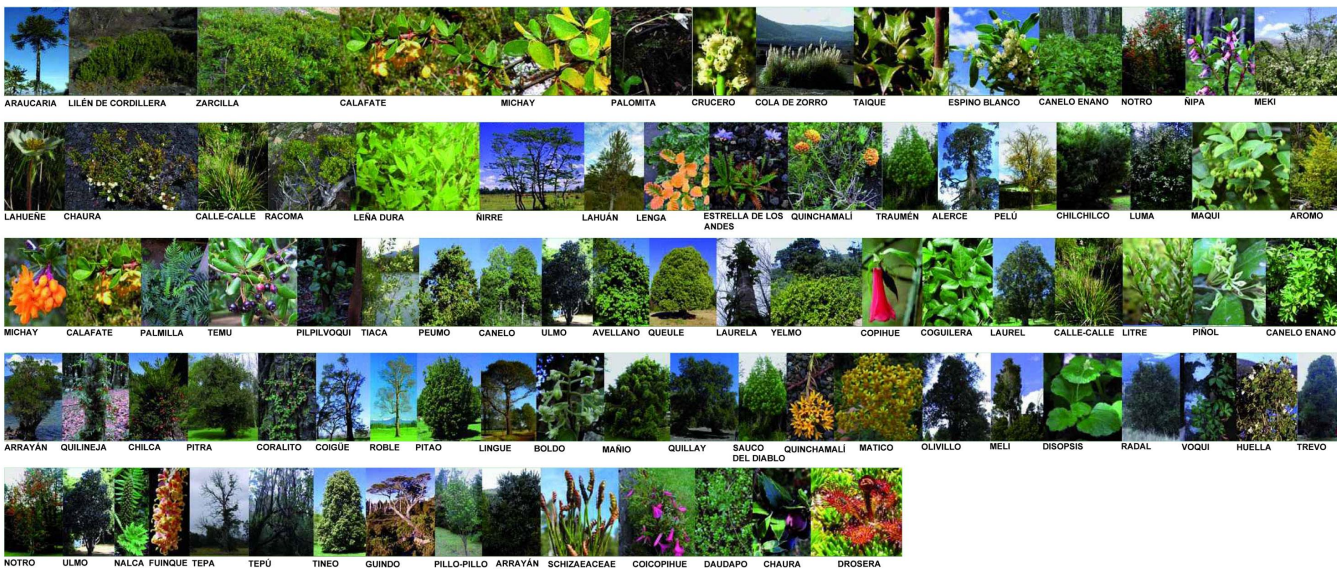 ARAUCARIA LILÉN DE CORDILLERA ZARCILLA CALAFATE MICHAY PALOMITA CRUCERO COLA DE ZORRO TAIQUE ESPINO BLANCO CANELO ENANO NOTRO ÑIPA MEKI
LAHUEÑE CHAURA CALLE-CALLE RACOMA LEÑA DURA ÑIRRE LAHUÁN LENGA ESTRELLA DE LOS ANDES QUINCHAMALÍ TRAUMÉN ALERCE PELÚ CHILCHILCO LUMA MAQUI AROMO
MICHAY CALAFATE PALMILLA TEMU PILPILVOQUI TIACA PEUMO CANELO ULMO AVELLANO QUEULE LAURELA YELMO COPIHUE COGUILERA LAUREL CALLE-CALLE LITRE PIÑOL CANELO ENANO
ARRAYÁN QUILINEJA CHILCA PITRA CORALITO COIGÜE ROBLE PITAO LINGUE BOLDO MAÑIO QUILLAY SAUCO DEL DIABLO QUINCHAMALÍ MATICO OLIVILLO MELI DISOPSIS RADAL VOQUI HUELLA TREVO
NOTRO ULMO NALCA FUINQUE TEPA TEPÚ TINEO GUINDO PILLO-PILLO ARRAYÁN SCHIZAEACEAE COICOPIHUE DAUDAPO CHAURA DROSERA